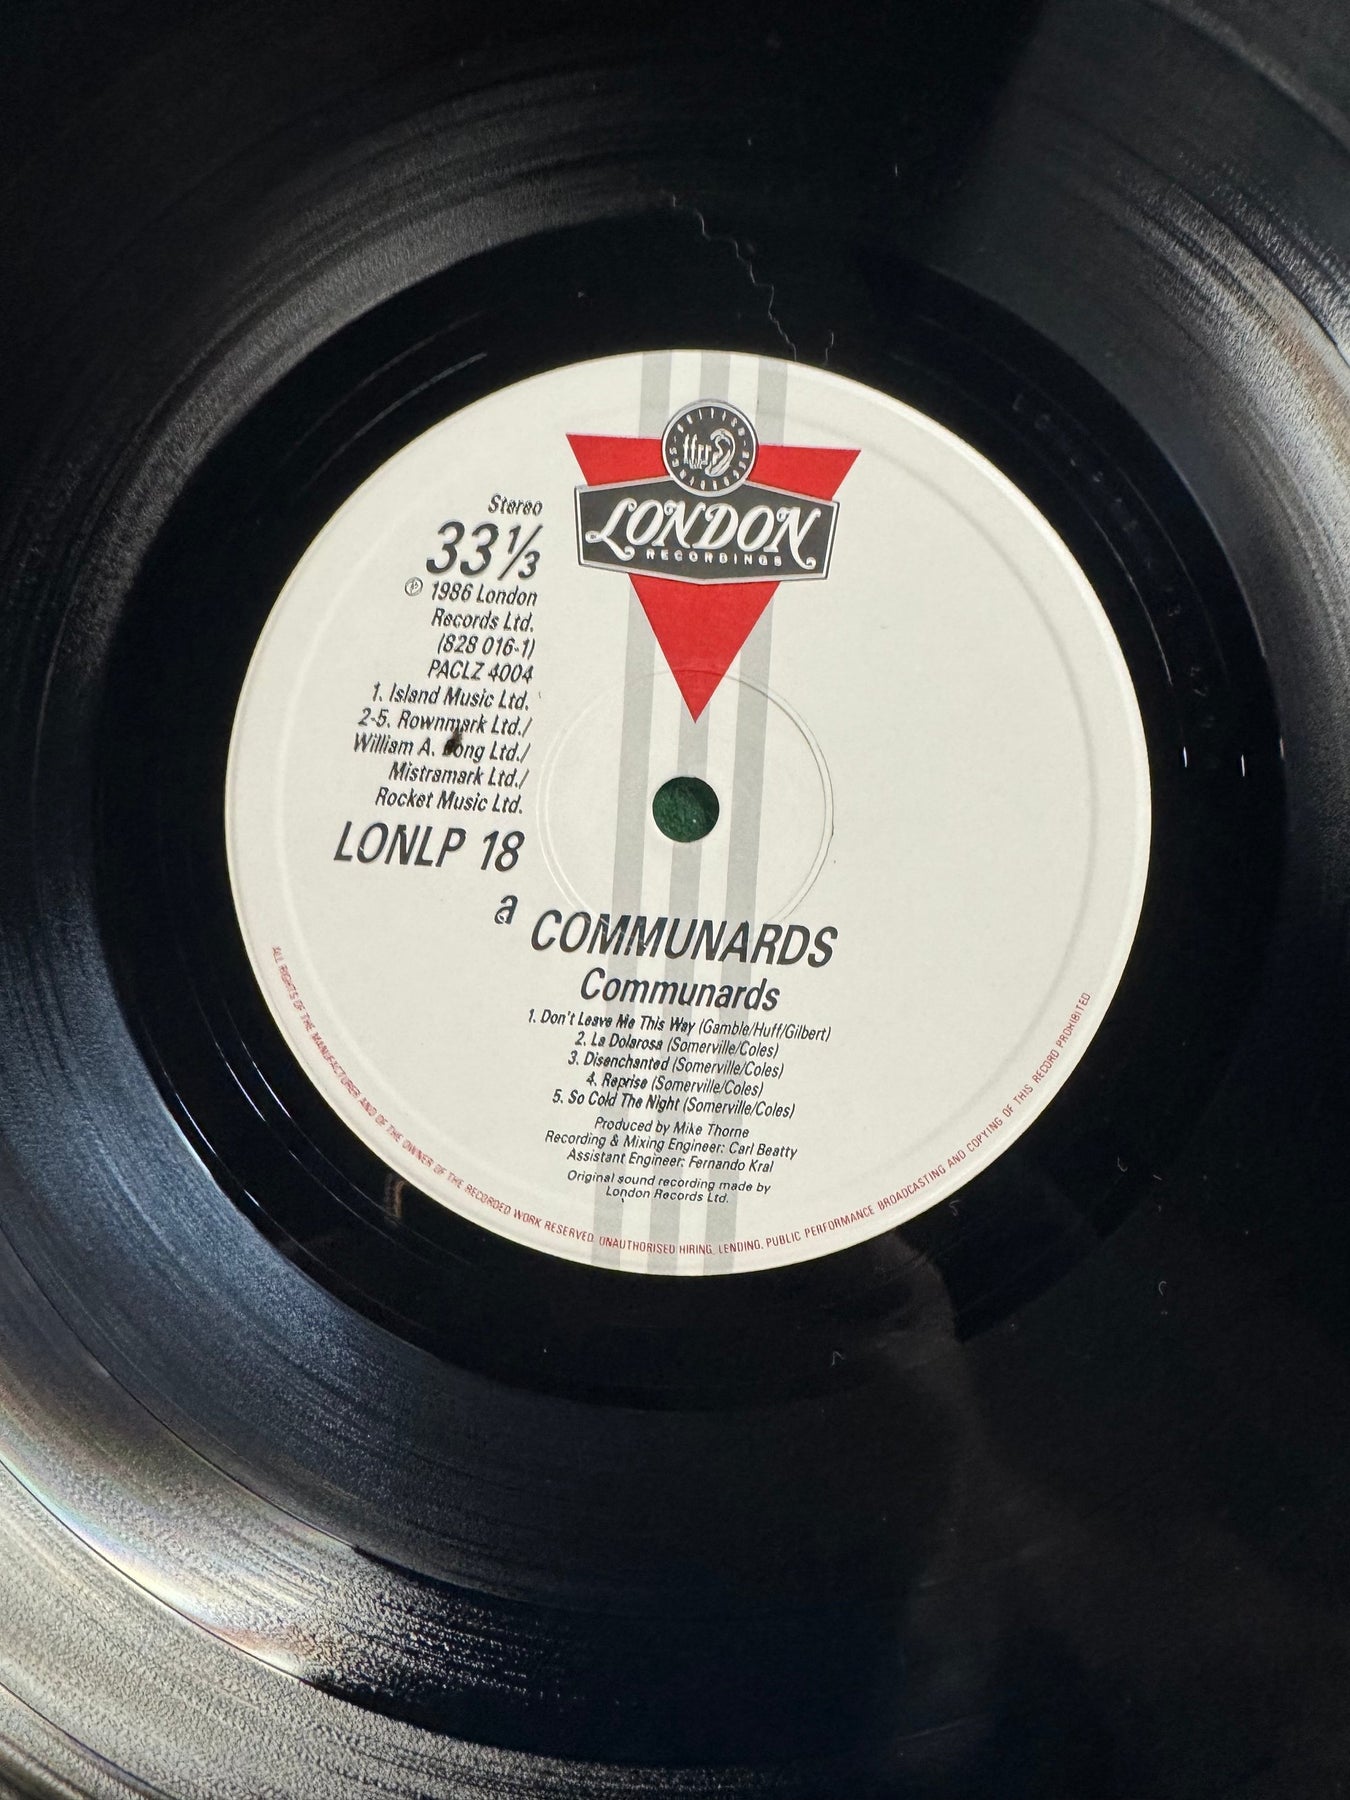 BRITISH
ffrr
RECORDINGS
LONDON
RECORDINGS
Stereo
33 1/3
Ⓟ 1986 London
Records Ltd.
(828 016-1)
PACLZ 4004
1. Island Music Ltd.
2-5. Rownmark Ltd./
William A. Bong Ltd./
Mistramark Ltd./
Rocket Music Ltd.
LONLP 18
a
COMMUNARDS
Communards
1. Don't Leave Me This Way (Gamble/Huff/Gilbert)
2. La Dolarosa (Somerville/Coles)
3. Disenchanted (Somerville/Coles)
4. Reprise (Somerville/Coles)
5. So Cold The Night (Somerville/Coles)
Produced by Mike Thorne
Recording & Mixing Engineer: Carl Beatty
Assistant Engineer: Fernando Kral
Original sound recording made by
London Records Ltd.
ALL RIGHTS OF THE MANUFACTURER AND OF THE OWNER OF THE RECORDED WORK RESERVED. UNAUTHORISED HIRING, LENDING, PUBLIC PERFORMANCE BROADCASTING AND COPYING OF THIS RECORD PROHIBITED